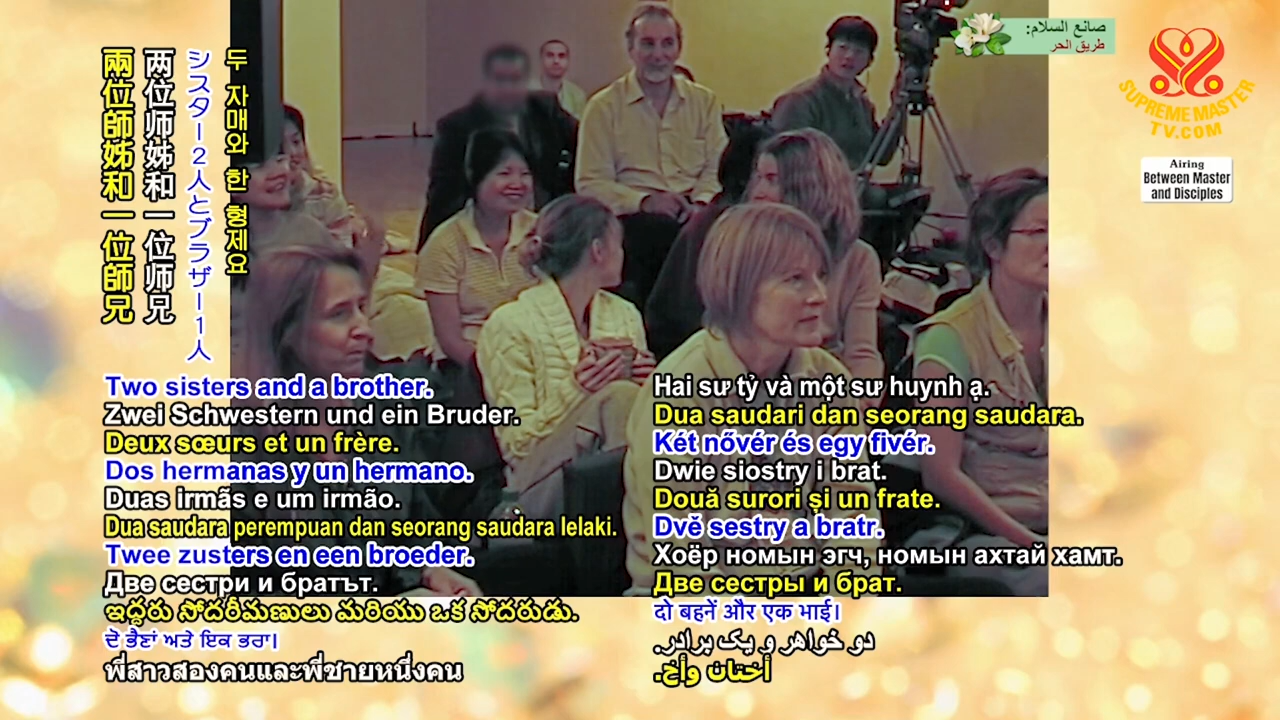 صانع السلام:
طريق الحر
SUPREME MASTER
TV.COM
Airing
Between Master
and Disciples
두 자매와 한 형제요
シスター2人とブラザー1人
两位师姊和一位师兄
兩位師姊和一位師兄
Two sisters and a brother.
Zwei Schwestern und ein Bruder.
Deux sœurs et un frère.
Dos hermanas y un hermano.
Duas irmãs e um irmão.
Dua saudara perempuan dan seorang saudara lelaki.
Twee zusters en een broeder.
Две сестри и братът.
ఇద్దరు సోదరీమణులు మరియు ఒక సోదరుడు.
ਦੋ ਭੈਣਾਂ ਅਤੇ ਇਕ ਭਰਾ।
พี่สาวสองคนและพี่ชายหนึ่งคน
Hai sư tỷ và một sư huynh ạ.
Dua saudari dan seorang saudara.
Két nővér és egy fivér.
Dwie siostry i brat.
Două surori și un frate.
Dvě sestry a bratr.
Хоёр номын эгч, номын ахтай хамт.
Две сестры и брат.
दो बहनें और एक भाई।
دو خواهر و یک برادر.
أختان وأخ.